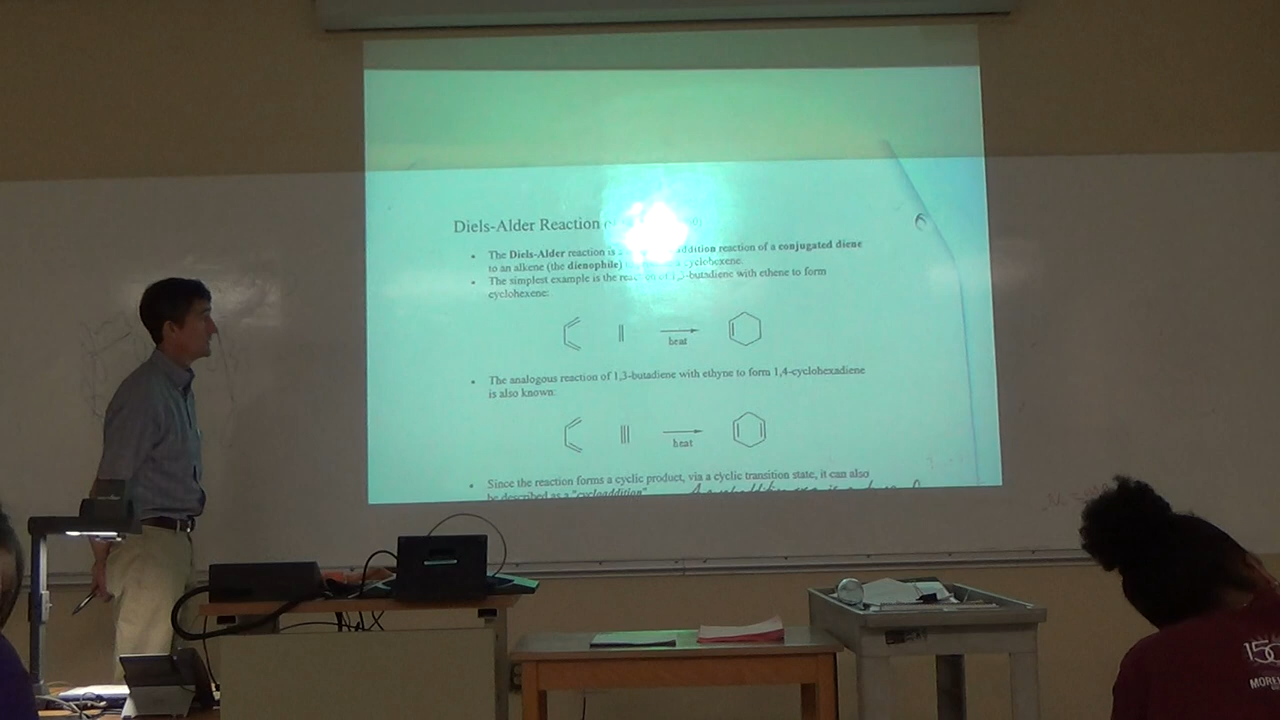 Diels-Alder Reaction
The Diels-Alder reaction is addition reaction of a conjugated diene
to an alkene (the dienophile) cyclohexene.
The simplest example is the reaction of 1,3-butadiene with ethene to form
cyclohexene:
heat
The analogous reaction of 1,3-butadiene with ethyne to form 1,4-cyclohexadiene
is also known:
heat
Since the reaction forms a cyclic product, via a cyclic transition state, it can also
be described as a "cycloaddition".
150